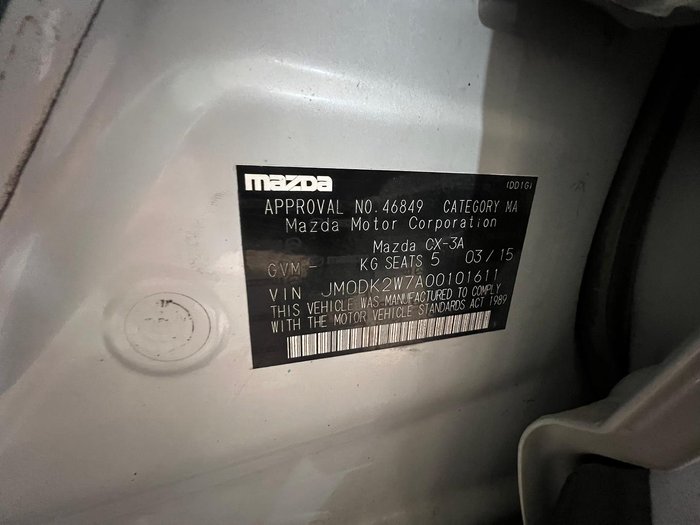 mazda
IDD1GI
APPROVAL NO.46849 CATEGORY MA
Mazda Motor Corporation
Mazda CX-3A
GVM - KG SEATS 5 03/15
VIN JM0DK2W7A00101611
THIS VEHICLE WAS MANUFACTURED TO COMPLY
WITH THE MOTOR VEHICLE STANDARDS ACT 1989